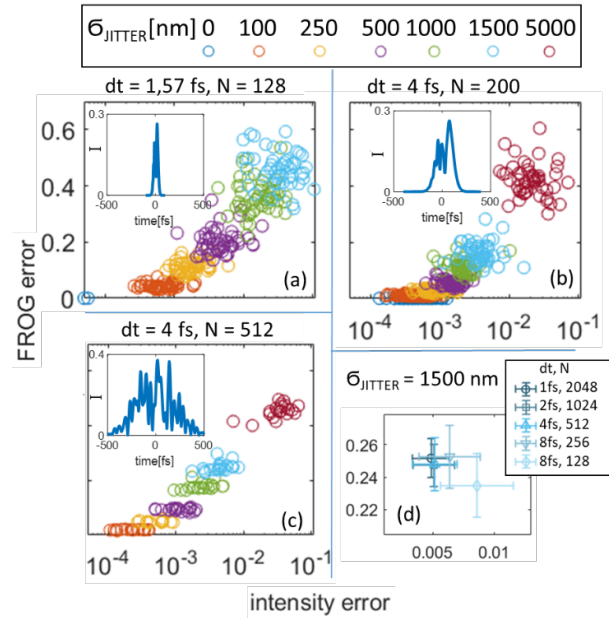 σJITTER[nm] 0 100 250 500 1000 1500 5000
dt = 1,57 fs, N = 128
dt = 4 fs, N = 200
FROG error
0.6
0.4
0.2
0
0.3
I
0
-500
500
time[fs]
(a)
0.3
I
0
-500
0
500
time[fs]
(b)
10⁻⁴ 10⁻³ 10⁻² 10⁻¹
dt = 4 fs, N = 512
0.4
I
0
-500
0
500
time[fs]
(c)
10⁻⁴ 10⁻³ 10⁻² 10⁻¹
σJITTER = 1500 nm
dt, N
1fs, 2048
2fs, 1024
4fs, 512
8fs, 256
8fs, 128
0.26
0.24
0.22
(d)
0.005 0.01
intensity error